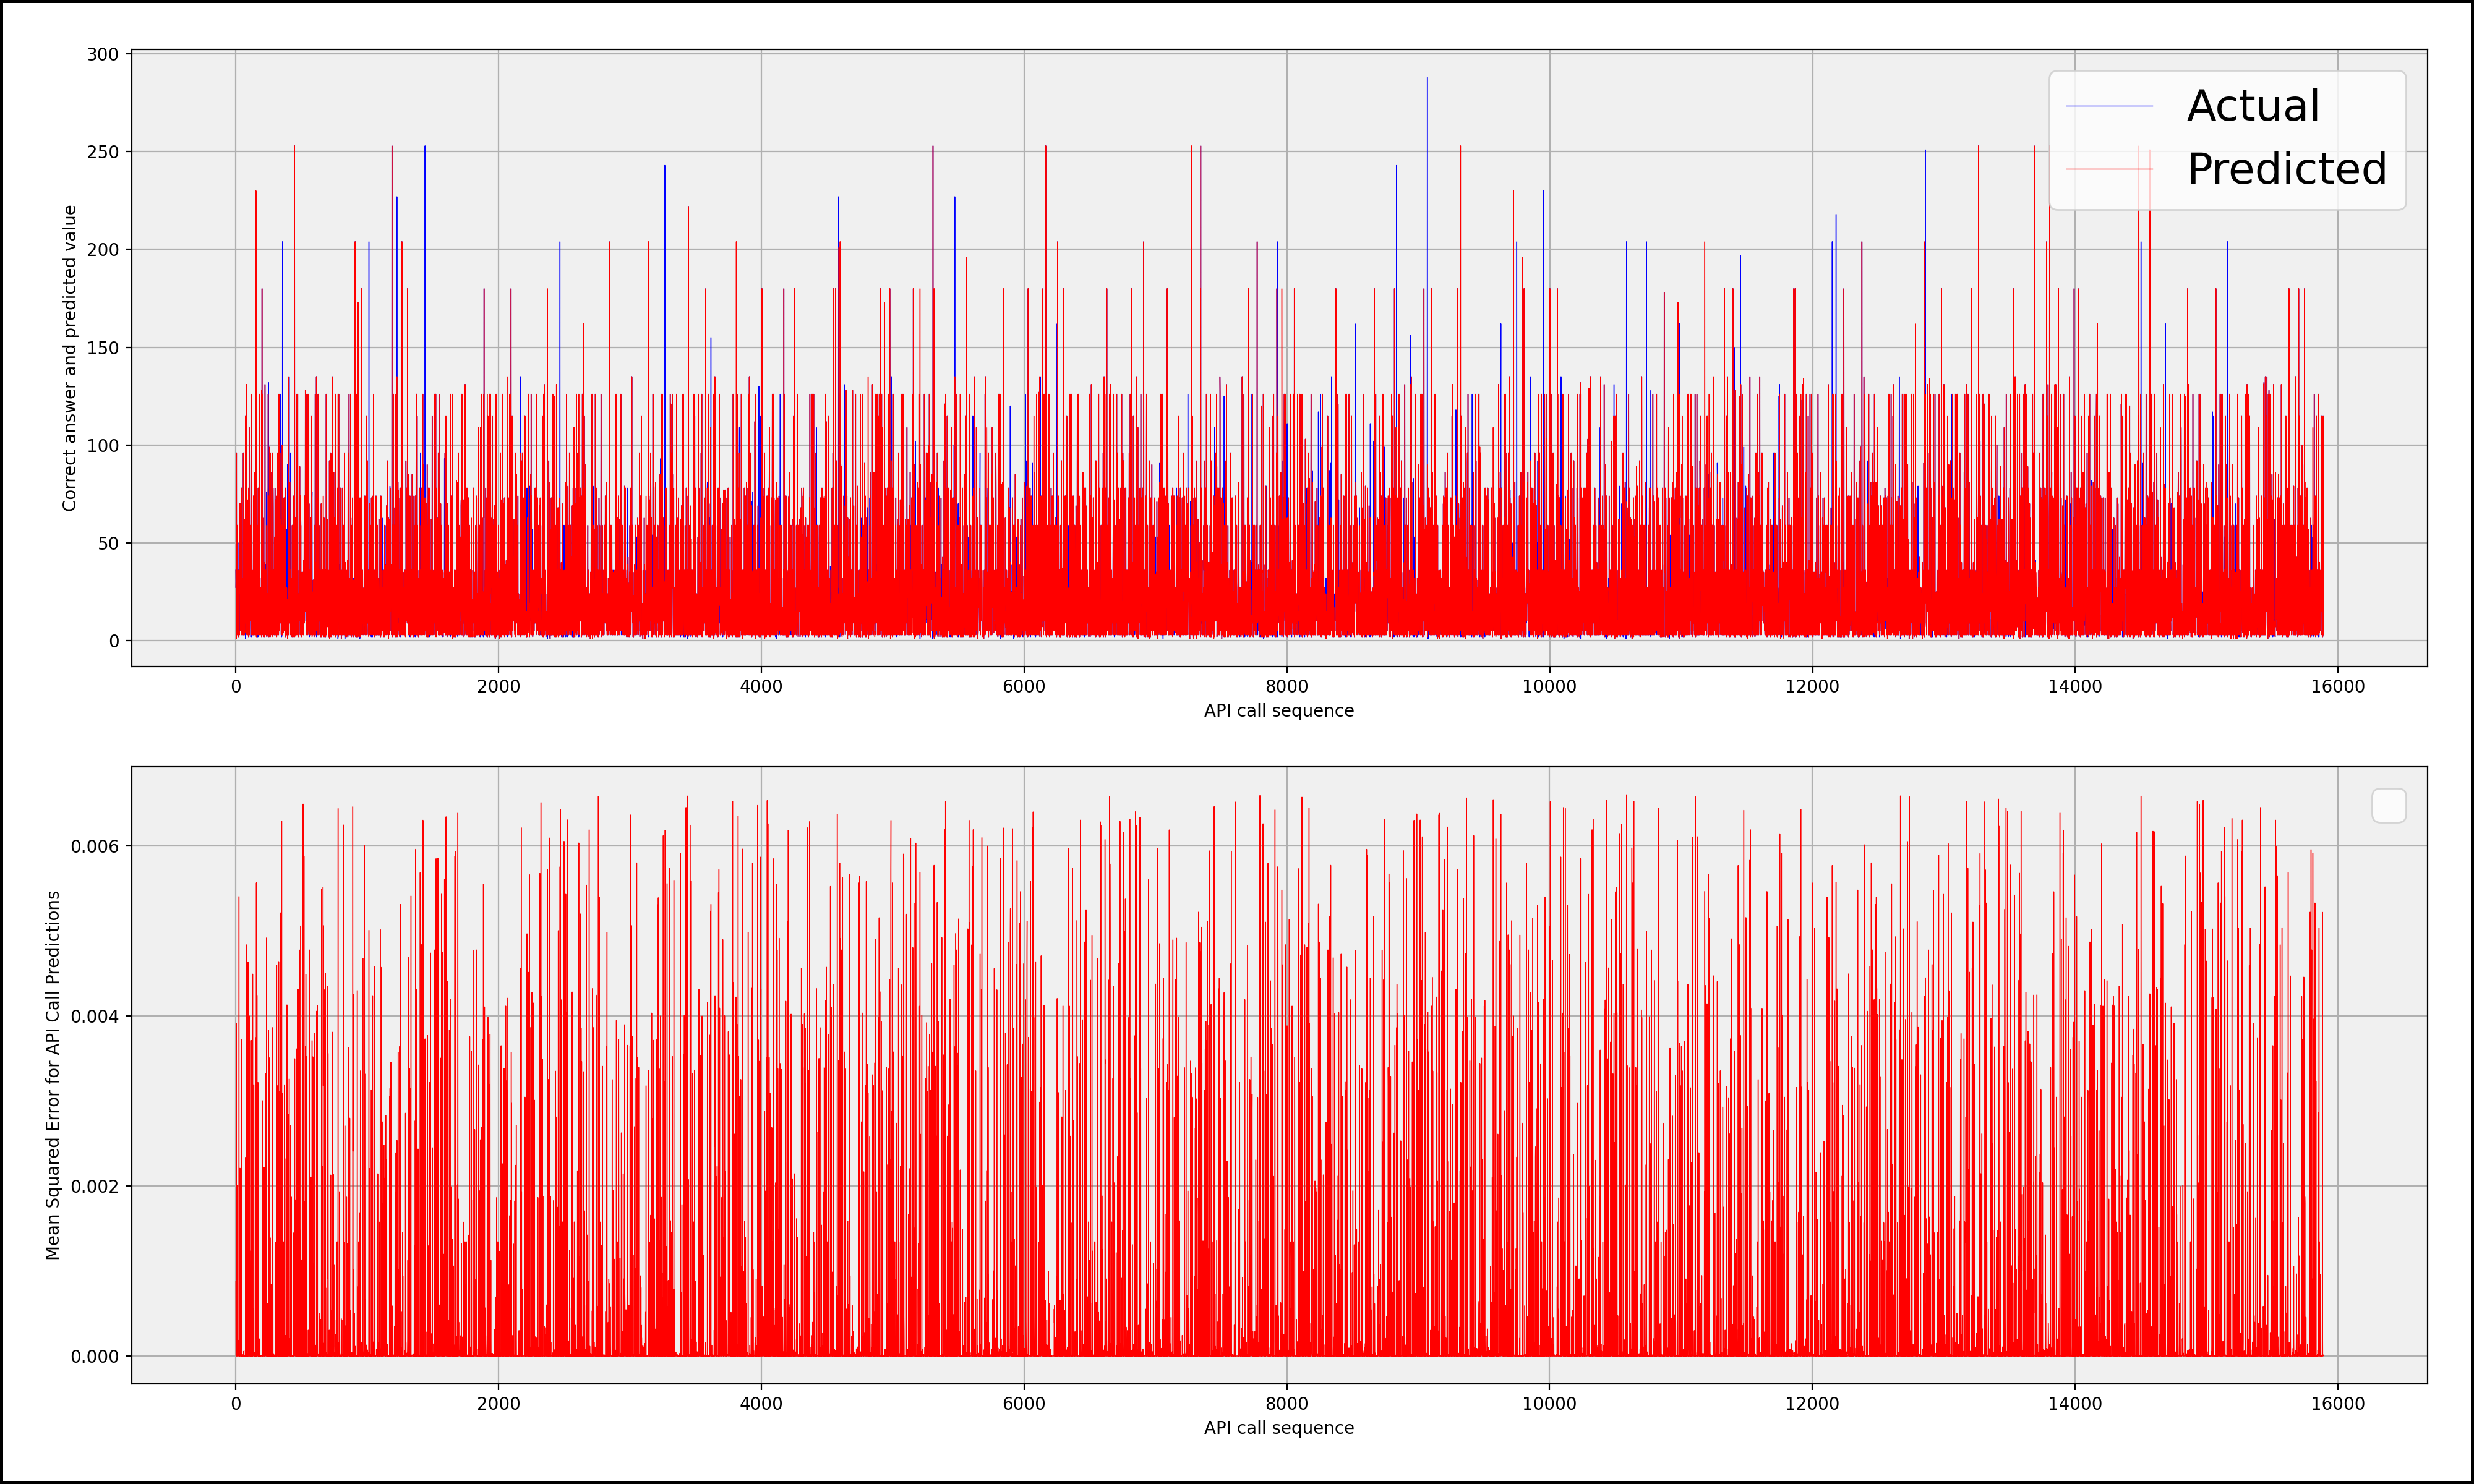 300
250
200
150
100
50
0
Correct answer and predicted value
Actual
Predicted
0 2000 4000 6000 8000 10000 12000 14000 16000
API call sequence
0.006
0.004
0.002
0.000
Mean Squared Error for API Call Predictions
0 2000 4000 6000 8000 10000 12000 14000 16000
API call sequence